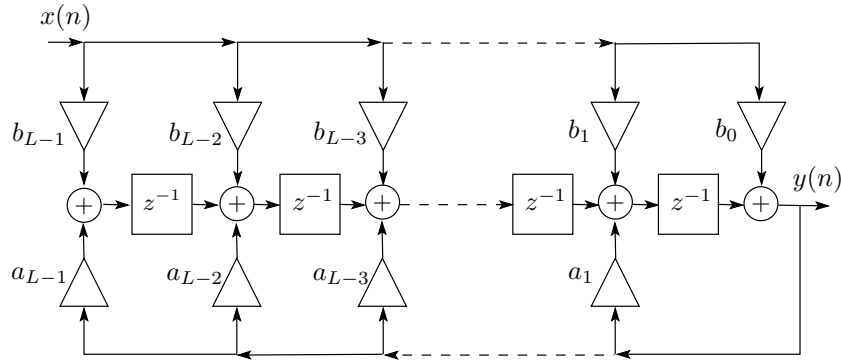 x(n)
b_{L−1} b_{L−2} b_{L−3} b_1 b_0
+ z^{−1} + z^{−1} + z^{−1} + z^{−1} + y(n)
a_{L−1} a_{L−2} a_{L−3} a_1